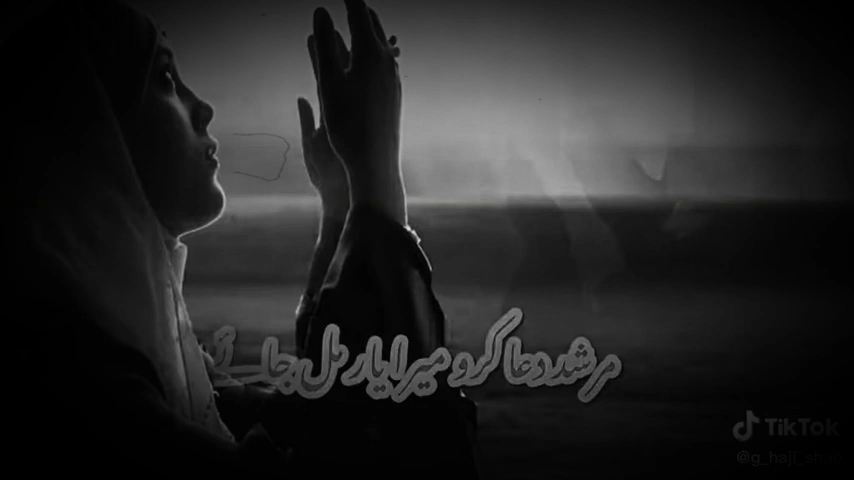 مرشد دعا کرو میرا یار مل جائے
TikTok